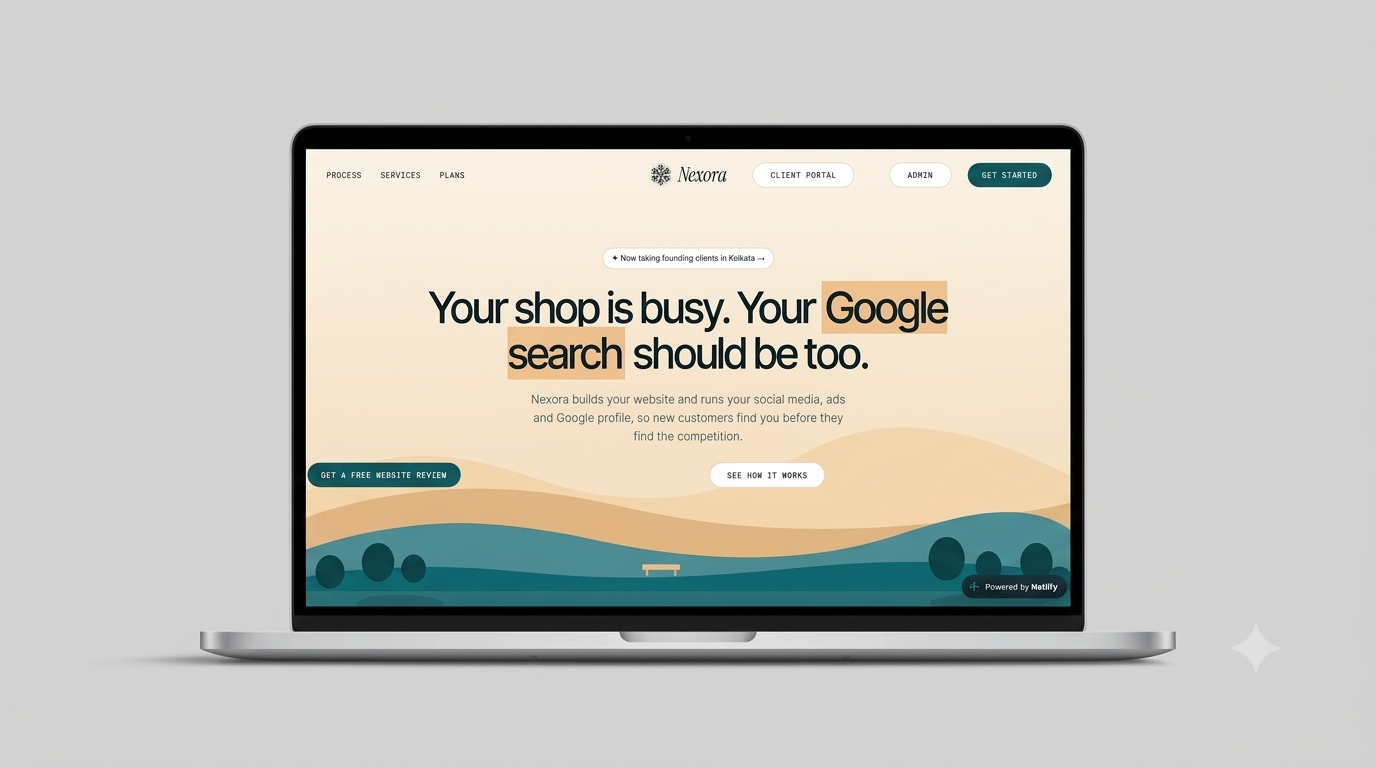 PROCESS SERVICES PLANS Nexora CLIENT PORTAL ADMIN GET STARTED
✦ Now taking founding clients in Kolkata →
Your shop is busy. Your Google
search should be too.
Nexora builds your website and runs your social media, ads
and Google profile, so new customers find you before they
find the competition.
GET A FREE WEBSITE REVIEW SEE HOW IT WORKS
Powered by Matlify